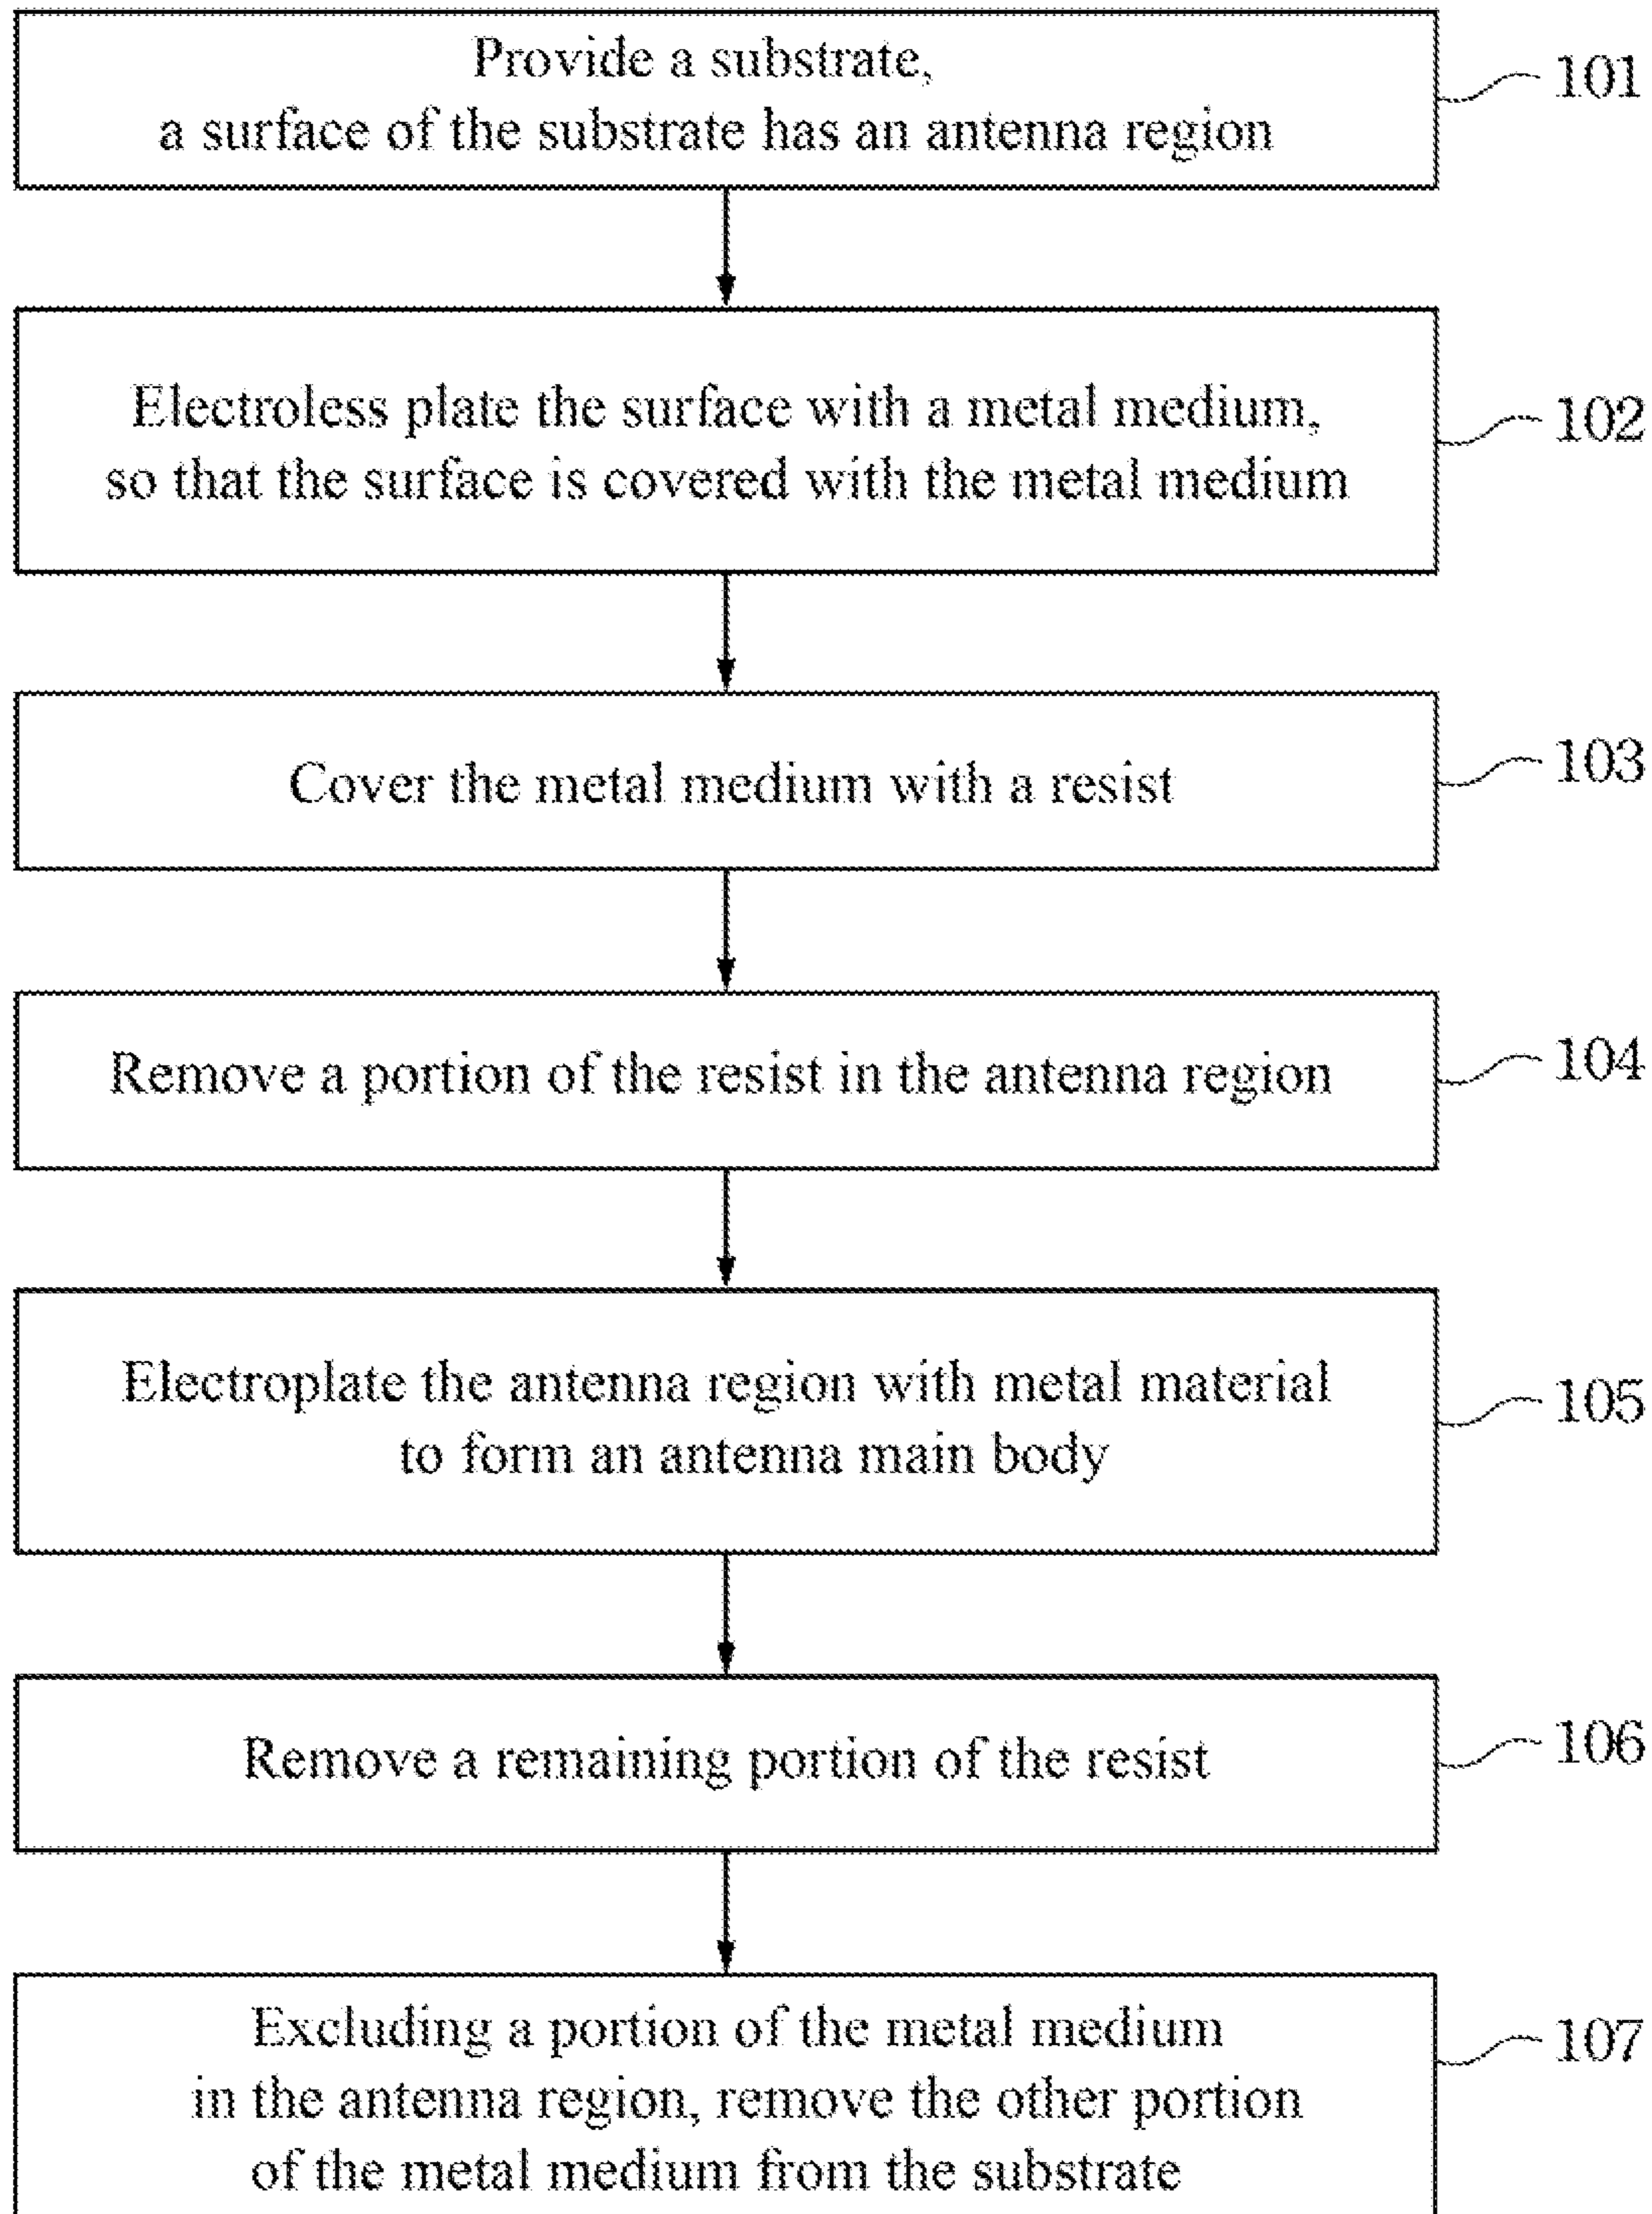 Provide a substrate,
a surface of the substrate has an antenna region
101
Electroless plate the surface with a metal medium,
so that the surface is covered with the metal medium
102
Cover the metal medium with a resist
103
Remove a portion of the resist in the antenna region
104
Electroplate the antenna region with metal material
to form an antenna main body
105
Remove a remaining portion of the resist
106
Excluding a portion of the metal medium
in the antenna region, remove the other portion
of the metal medium from the substrate
107